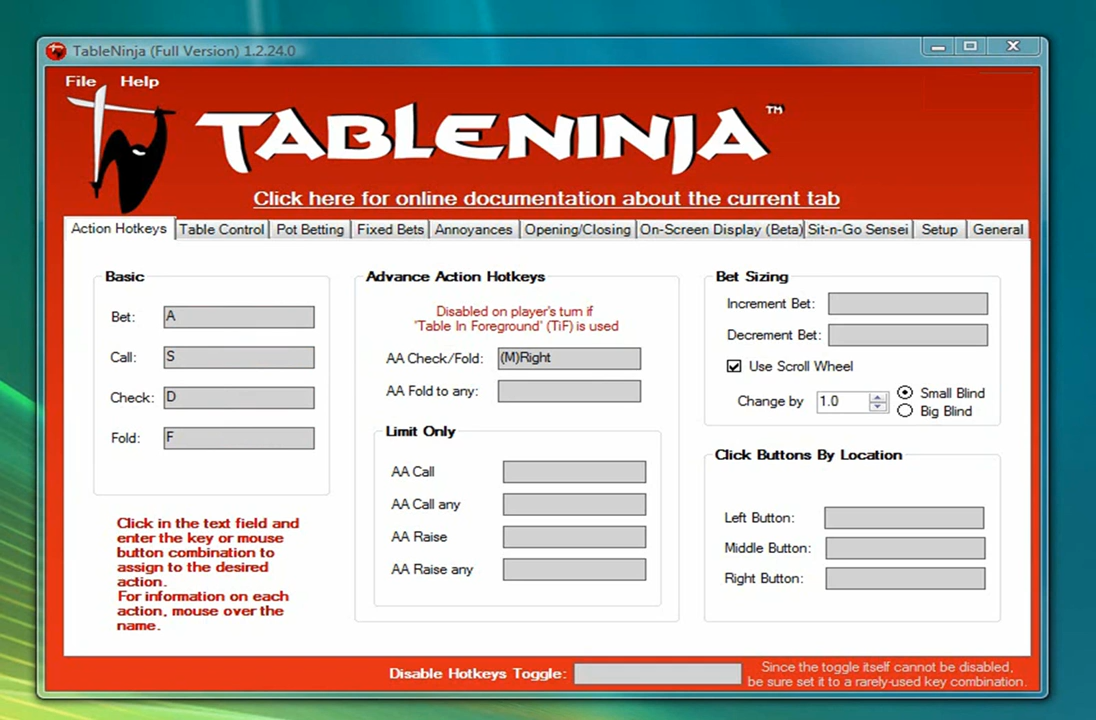 TableNinja (Full Version) 1.2.24.0
File Help
TABLENINJA™
Click here for online documentation about the current tab
Action Hotkeys Table Control Pot Betting Fixed Bets Annoyances Opening/Closing On-Screen Display (Beta) Sit-n-Go Sensei Setup General
Basic
Bet: A
Call: S
Check: D
Fold: F
Click in the text field and
enter the key or mouse
button combination to
assign to the desired
action.
For information on each
action, mouse over the
name.
Advance Action Hotkeys
Disabled on player's turn if
'Table In Foreground' (TiF) is used
AA Check/Fold: (M)Right
AA Fold to any:
Limit Only
AA Call
AA Call any
AA Raise
AA Raise any
Bet Sizing
Increment Bet:
Decrement Bet:
Use Scroll Wheel
Change by 1.0
Small Blind
Big Blind
Click Buttons By Location
Left Button:
Middle Button:
Right Button:
Disable Hotkeys Toggle:
Since the toggle itself cannot be disabled,
be sure set it to a rarely-used key combination.